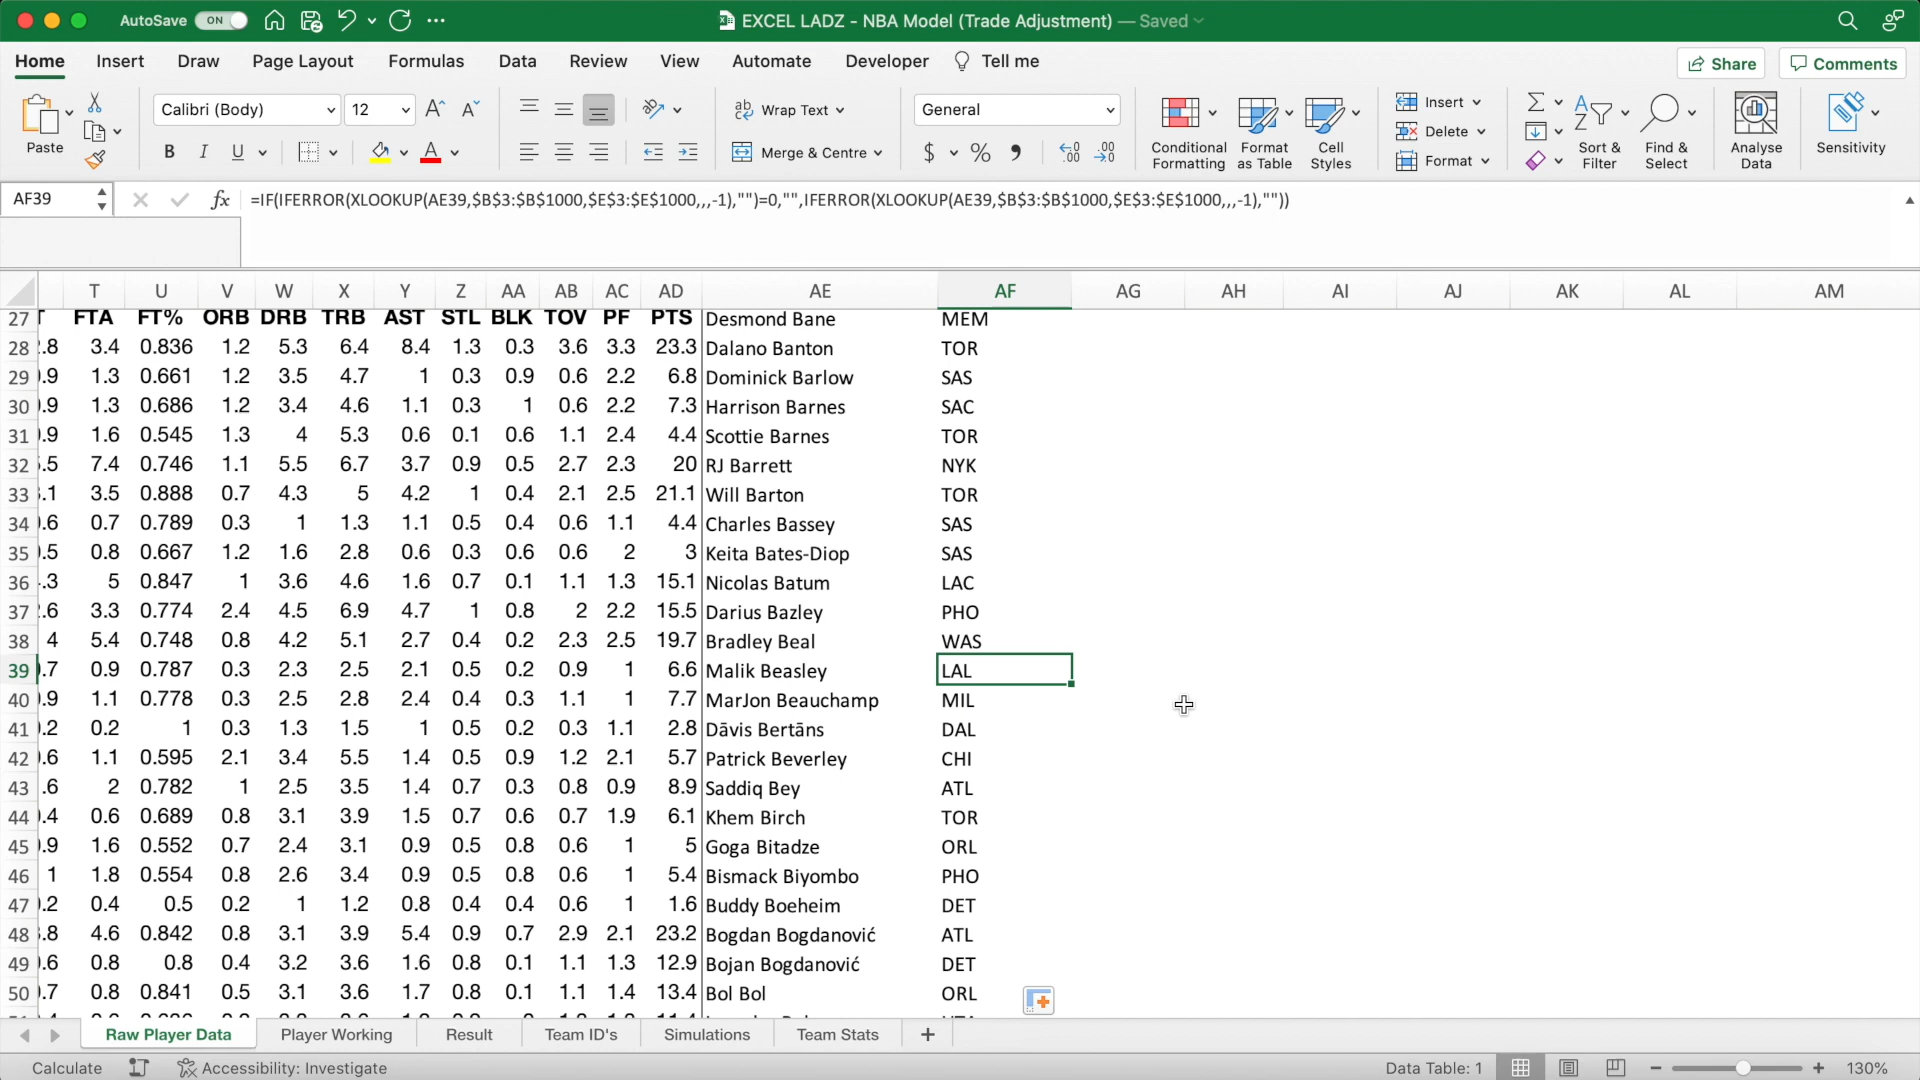 AutoSave ON EXCEL LADZ - NBA Model (Trade Adjustment) — Saved
Home Insert Draw Page Layout Formulas Data Review View Automate Developer Tell me Share Comments
Paste Calibri (Body) 12 Wrap Text General Conditional Formatting Format as Table Cell Styles Insert Sort & Filter Find & Select Analyse Data Sensitivity
B I U Merge & Centre $ % Delete
Format
AF39 fx =IF(IFERROR(XLOOKUP(AE39,$B$3:$B$1000,$E$3:$E$1000,,,-1),"")=0,"",IFERROR(XLOOKUP(AE39,$B$3:$B$1000,$E$3:$E$1000,,,-1),""))
T U V W X Y Z AA AB AC AD AE AF AG AH AI AJ AK AL AM
27 FTA FT% ORB DRB TRB AST STL BLK TOV PF PTS Desmond Bane MEM
28 .8 3.4 0.836 1.2 5.3 6.4 8.4 1.3 0.3 3.6 3.3 23.3 Dalano Banton TOR
29 .9 1.3 0.661 1.2 3.5 4.7 1 0.3 0.9 0.6 2.2 6.8 Dominick Barlow SAS
30 .9 1.3 0.686 1.2 3.4 4.6 1.1 0.3 1 0.6 2.2 7.3 Harrison Barnes SAC
31 .9 1.6 0.545 1.3 4 5.3 0.6 0.1 0.6 1.1 2.4 4.4 Scottie Barnes TOR
32 .5 7.4 0.746 1.1 5.5 6.7 3.7 0.9 0.5 2.7 2.3 20 RJ Barrett NYK
33 .1 3.5 0.888 0.7 4.3 5 4.2 1 0.4 2.1 2.5 21.1 Will Barton TOR
34 .6 0.7 0.789 0.3 1 1.3 1.1 0.5 0.4 0.6 1.1 4.4 Charles Bassey SAS
35 .5 0.8 0.667 1.2 1.6 2.8 0.6 0.3 0.6 0.6 2 3 Keita Bates-Diop SAS
36 .3 5 0.847 1 3.6 4.6 1.6 0.7 0.1 1.1 1.3 15.1 Nicolas Batum LAC
37 .6 3.3 0.774 2.4 4.5 6.9 4.7 1 0.8 2 2.2 15.5 Darius Bazley PHO
38 4 5.4 0.748 0.8 4.2 5.1 2.7 0.4 0.2 2.3 2.5 19.7 Bradley Beal WAS
39 .7 0.9 0.787 0.3 2.3 2.5 2.1 0.5 0.2 0.9 1 6.6 Malik Beasley LAL
40 .9 1.1 0.778 0.3 2.5 2.8 2.4 0.4 0.3 1.1 1 7.7 MarJon Beauchamp MIL
41 .2 0.2 1 0.3 1.3 1.5 1 0.5 0.2 0.3 1.1 2.8 Dāvis Bertāns DAL
42 .6 1.1 0.595 2.1 3.4 5.5 1.4 0.5 0.9 1.2 2.1 5.7 Patrick Beverley CHI
43 .6 2 0.782 1 2.5 3.5 1.4 0.7 0.3 0.8 0.9 8.9 Saddiq Bey ATL
44 .4 0.6 0.689 0.8 3.1 3.9 1.5 0.7 0.6 0.7 1.9 6.1 Khem Birch TOR
45 .9 1.6 0.552 0.7 2.4 3.1 0.9 0.5 0.8 0.6 1 5 Goga Bitadze ORL
46 1 1.8 0.554 0.8 2.6 3.4 0.9 0.5 0.8 0.6 1 5.4 Bismack Biyombo PHO
47 .2 0.4 0.5 0.2 1 1.2 0.8 0.4 0.4 0.6 1 1.6 Buddy Boeheim DET
48 .8 4.6 0.842 0.8 3.1 3.9 5.4 0.9 0.7 2.9 2.1 23.2 Bogdan Bogdanović ATL
49 .6 0.8 0.8 0.4 3.2 3.6 1.6 0.8 0.1 1.1 1.3 12.9 Bojan Bogdanović DET
50 .7 0.8 0.841 0.5 3.1 3.6 1.7 0.8 0.1 1.1 1.4 13.4 Bol Bol ORL
Raw Player Data Player Working Result Team ID's Simulations Team Stats +
Calculate Accessibility: Investigate Data Table: 1 130%